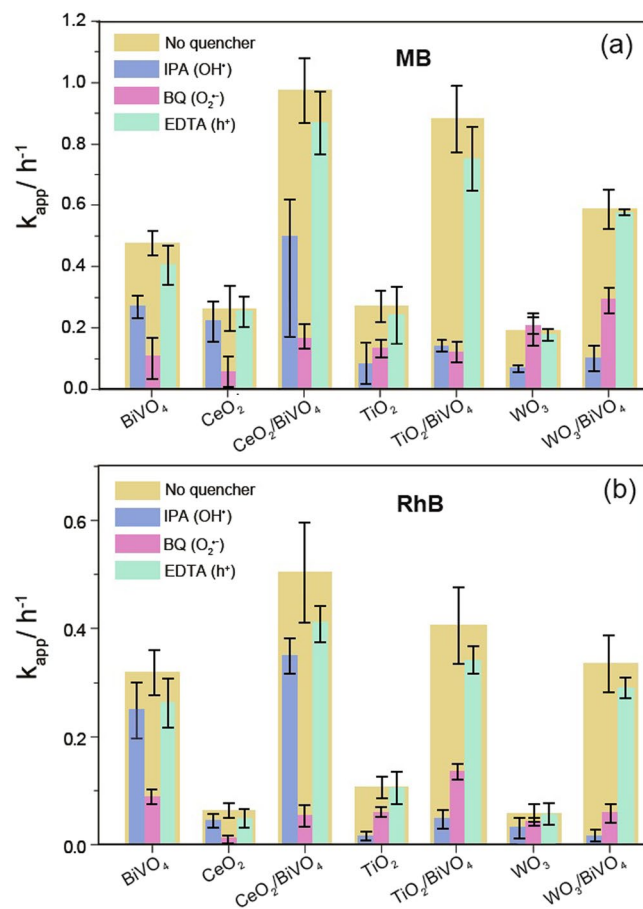 (a)
MB
No quencher
IPA (OH•)
BQ (O₂•⁻)
EDTA (h⁺)
kapp/ h⁻¹
1.2
1.0
0.8
0.6
0.4
0.2
0.0
BiVO₄ CeO₂ CeO₂/BiVO₄ TiO₂ TiO₂/BiVO₄ WO₃ WO₃/BiVO₄
(b)
RhB
No quencher
IPA (OH•)
BQ (O₂•⁻)
EDTA (h⁺)
kapp/ h⁻¹
0.6
0.4
0.2
0.0
BiVO₄ CeO₂ CeO₂/BiVO₄ TiO₂ TiO₂/BiVO₄ WO₃ WO₃/BiVO₄